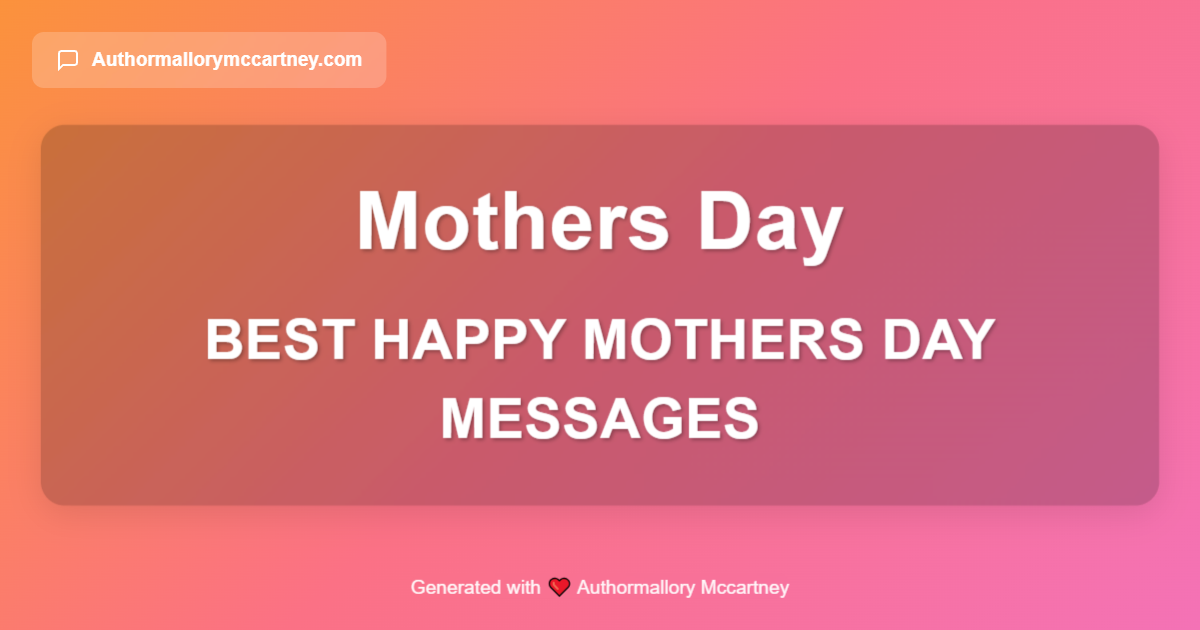 Authormallorymccartney.com
Mothers Day
BEST HAPPY MOTHERS DAY
MESSAGES
Generated with ❤️ Authormallory Mccartney